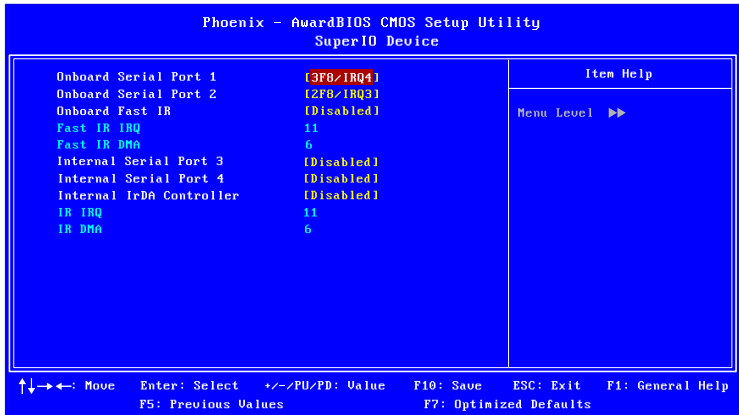 Phoenix - AwardBIOS CMOS Setup Utility
SuperIO Device
Onboard Serial Port 1 [3F8/IRQ4]
Onboard Serial Port 2 [2F8/IRQ3]
Onboard Fast IR [Disabled]
Fast IR IRQ 11
Fast IR DMA 6
Internal Serial Port 3 [Disabled]
Internal Serial Port 4 [Disabled]
Internal IrDA Controller [Disabled]
IR IRQ 11
IR DMA 6
Item Help
Menu Level ▶▶
↑↓→←: Move Enter: Select +/-/PU/PD: Value F10: Save ESC: Exit F1: General Help
F5: Previous Values F7: Optimized Defaults